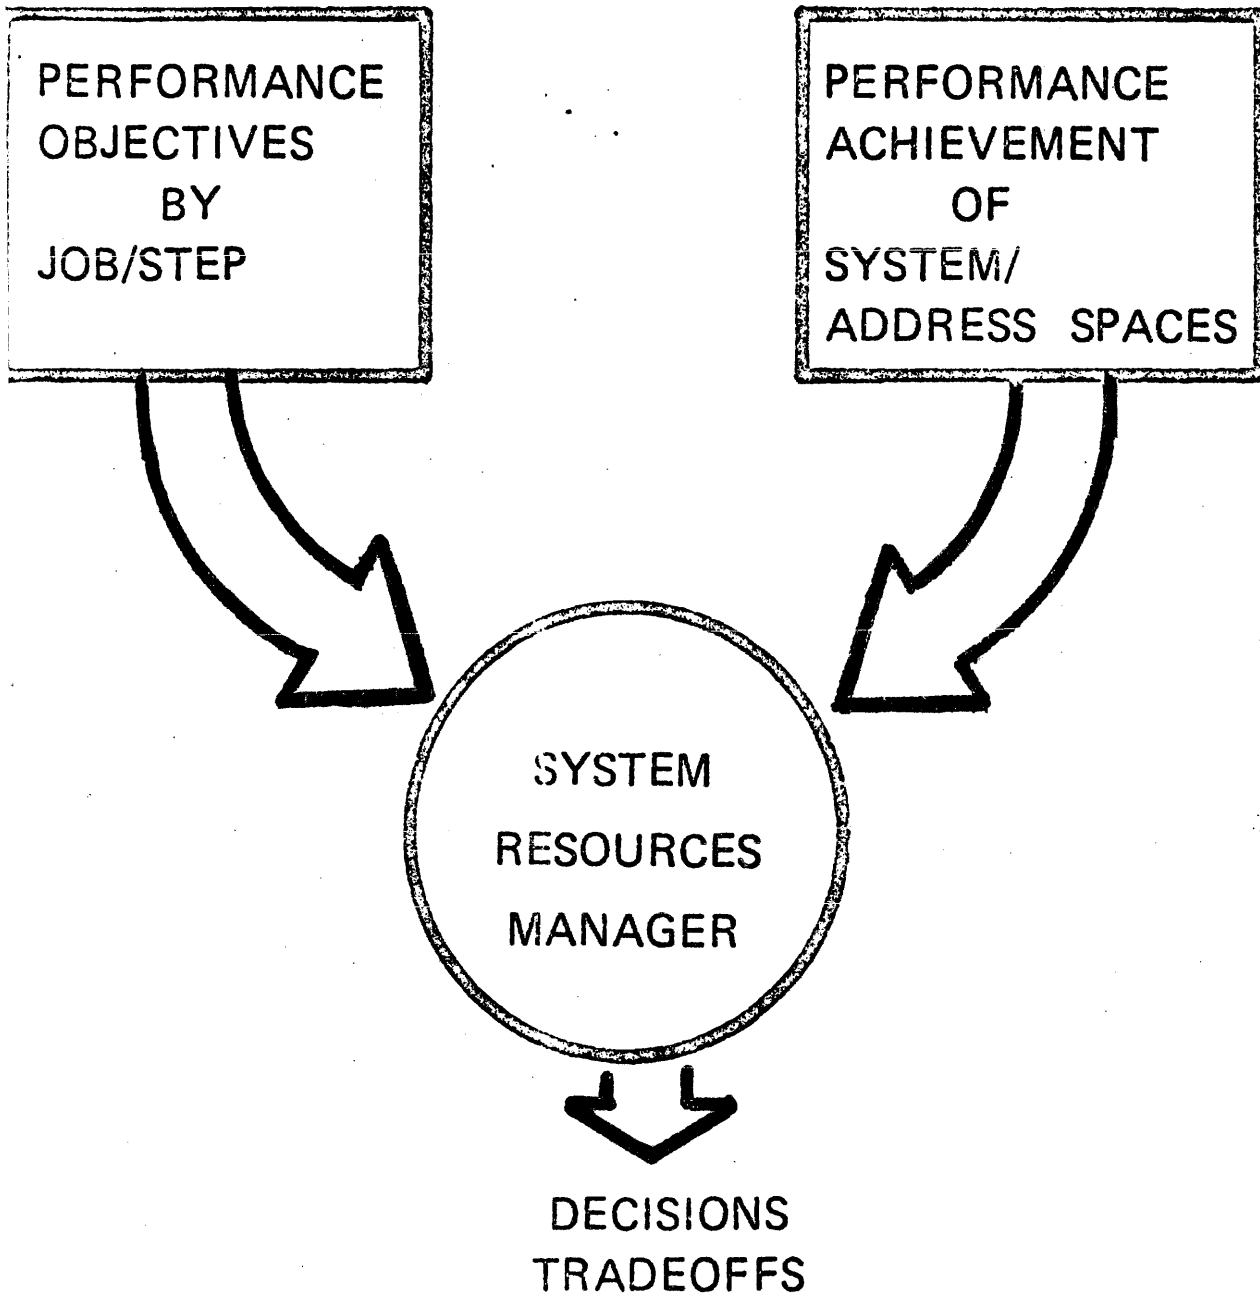 PERFORMANCE
OBJECTIVES
BY
JOB/STEP
PERFORMANCE
ACHIEVEMENT
OF
SYSTEM/
ADDRESS SPACES
SYSTEM
RESOURCES
MANAGER
DECISIONS
TRADEOFFS